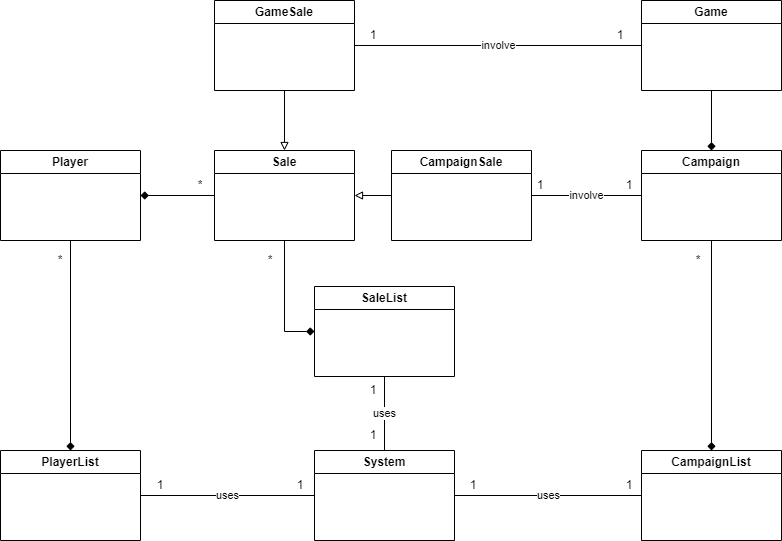 GameSale
Game
1
1
involve
Player
Sale
CampaignSale
Campaign
*
1
1
involve
*
*
*
SaleList
1
uses
1
PlayerList
System
CampaignList
1
1
1
1
uses
uses